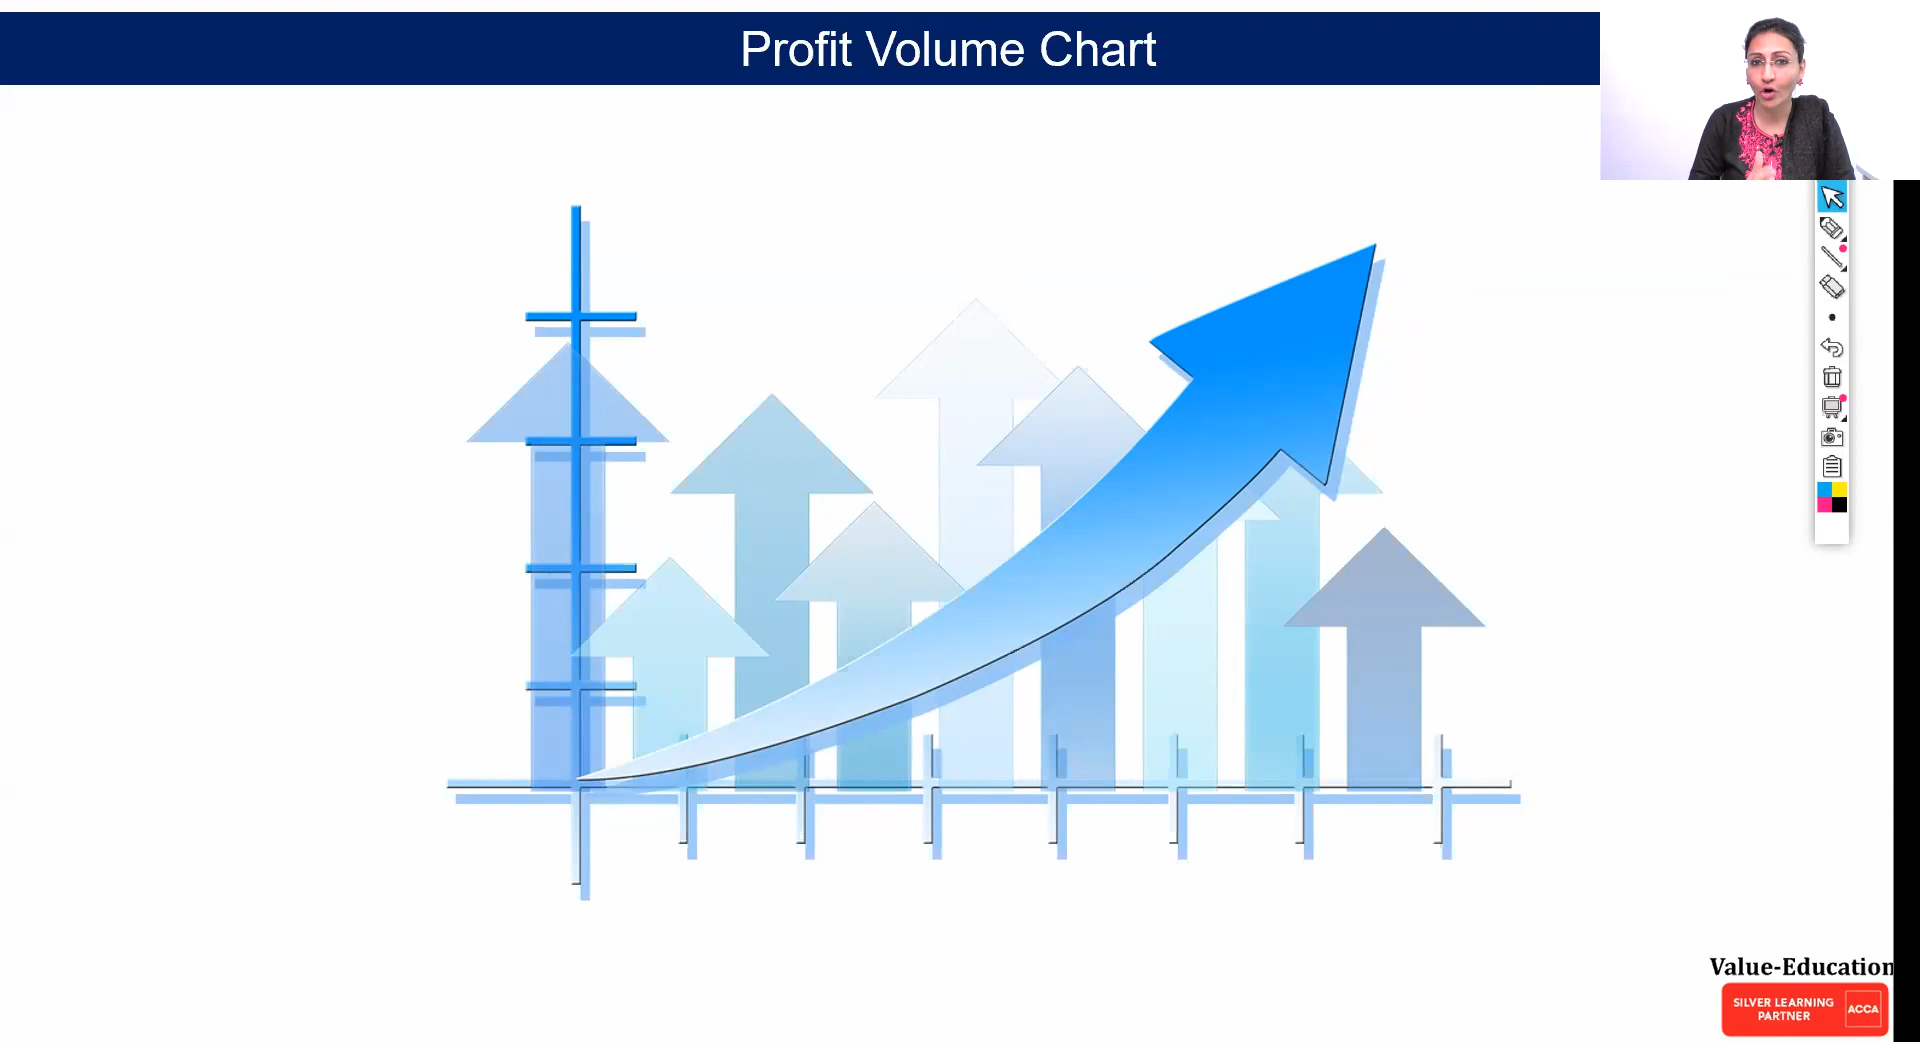 Profit Volume Chart
Value-Education
SILVER LEARNING
PARTNER
ACCA